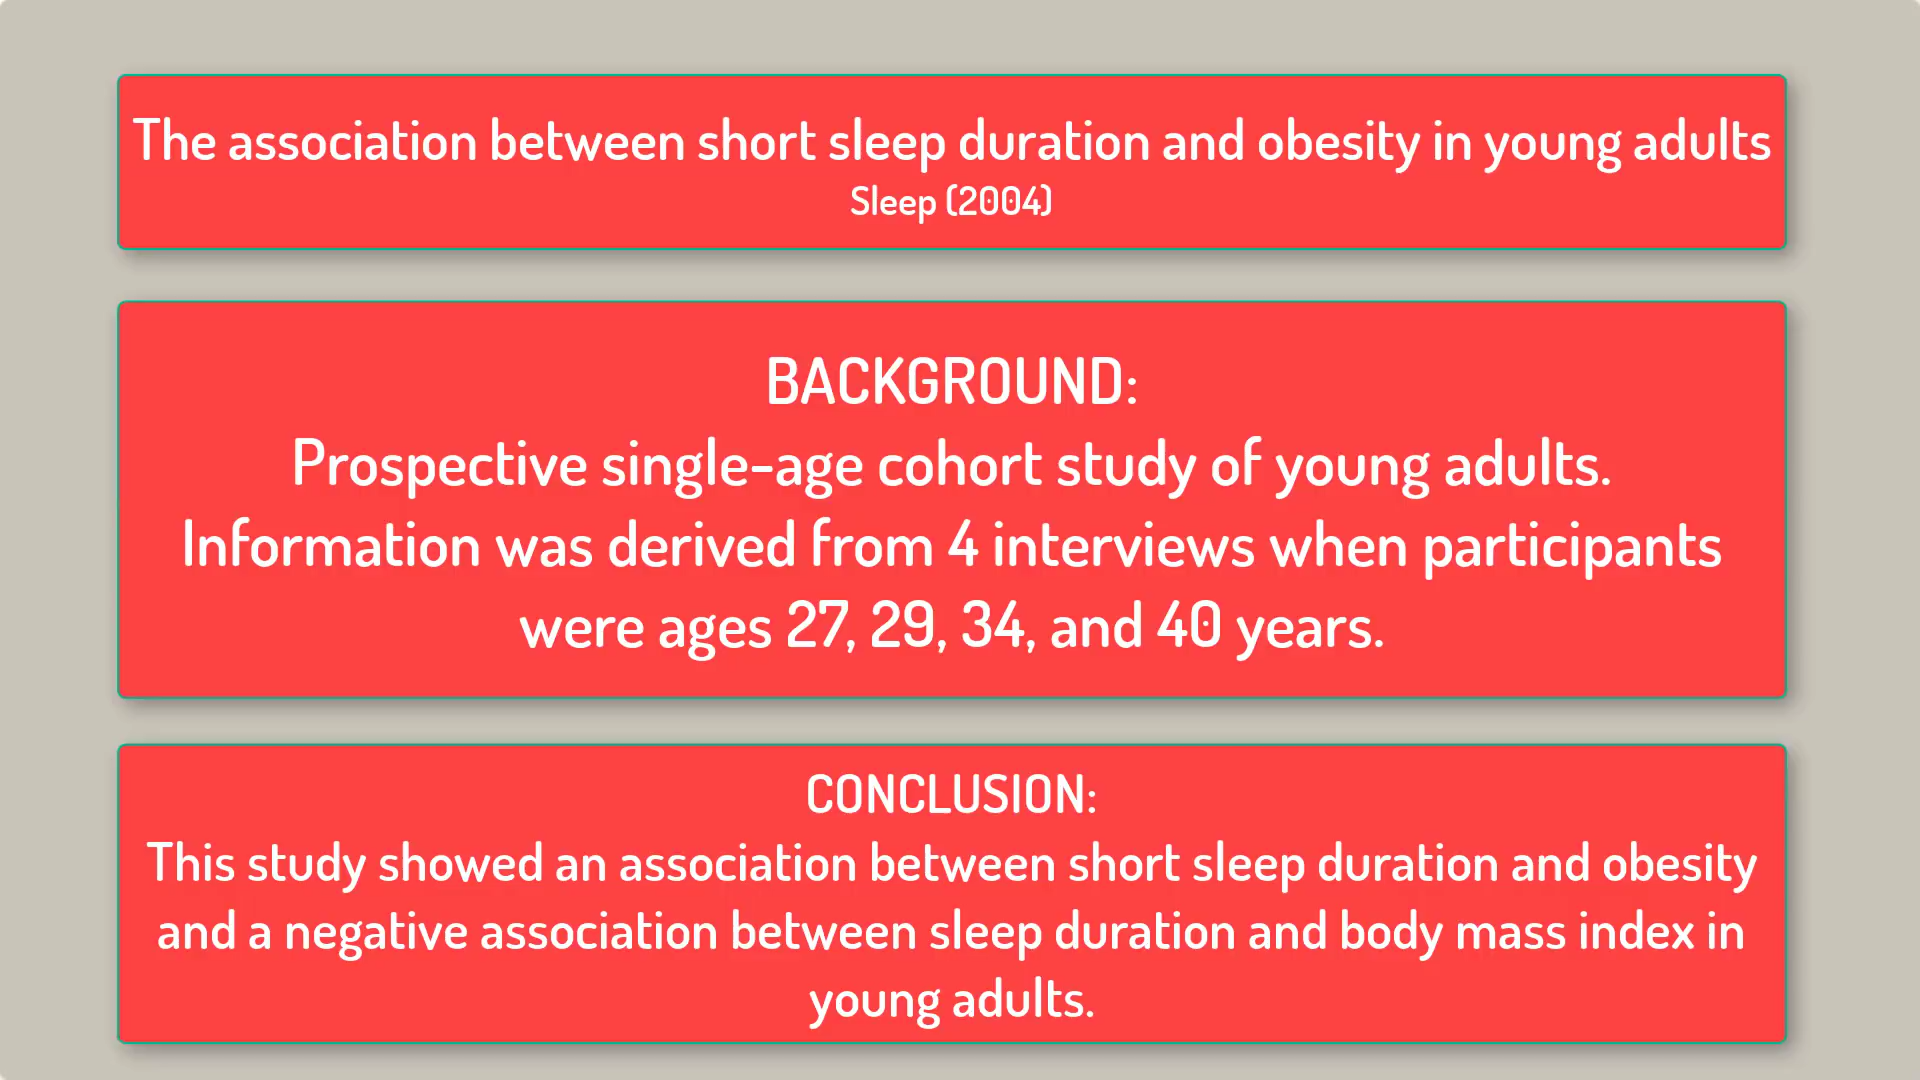 The association between short sleep duration and obesity in young adults
Sleep (2004)
BACKGROUND:
Prospective single-age cohort study of young adults.
Information was derived from 4 interviews when participants
were ages 27, 29, 34, and 40 years.
CONCLUSION:
This study showed an association between short sleep duration and obesity
and a negative association between sleep duration and body mass index in
young adults.